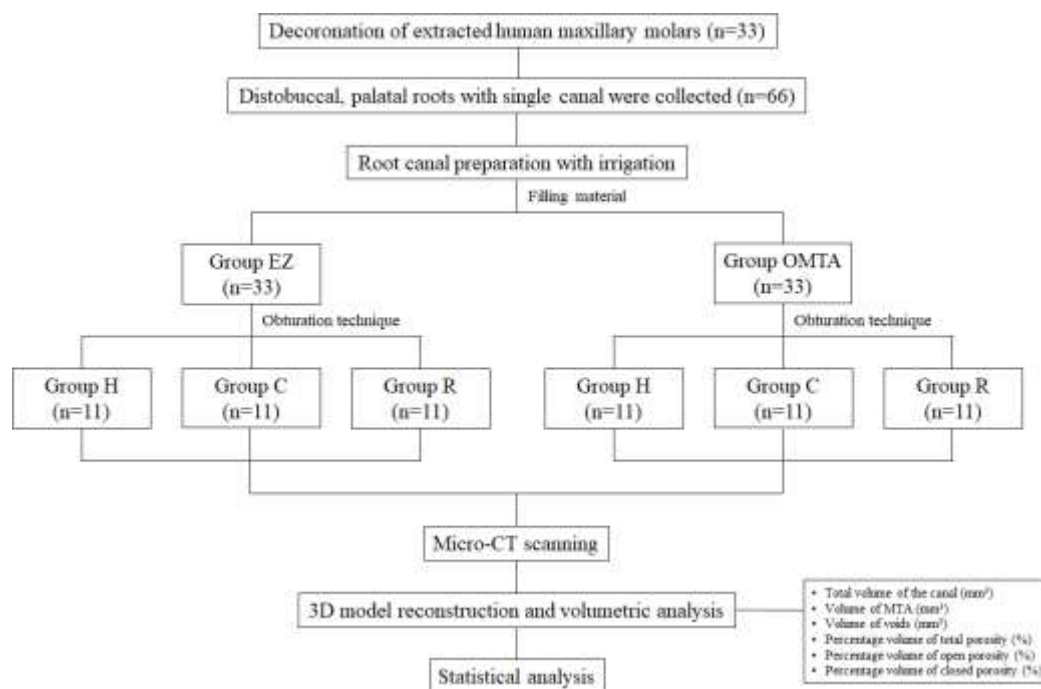 Decoronation of extracted human maxillary molars (n=33)
Distobuccal, palatal roots with single canal were collected (n=66)
Root canal preparation with irrigation
Filling material
Group EZ
(n=33)
Group OMTA
(n=33)
Obturation technique
Obturation technique
Group H
(n=11)
Group C
(n=11)
Group R
(n=11)
Group H
(n=11)
Group C
(n=11)
Group R
(n=11)
Micro-CT scanning
3D model reconstruction and volumetric analysis
• Total volume of the canal (mm³)
• Volume of MTA (mm³)
• Volume of voids (mm³)
• Percentage volume of total porosity (%)
• Percentage volume of open porosity (%)
• Percentage volume of closed porosity (%)
Statistical analysis